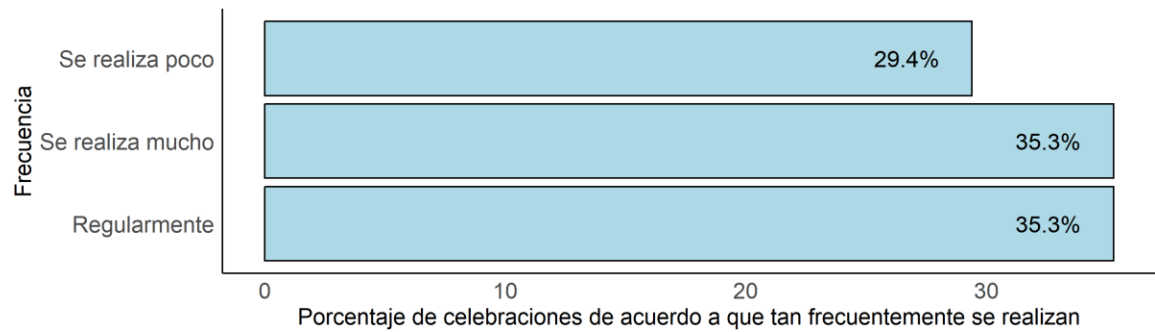 Frecuencia
Se realiza poco
29.4%
Se realiza mucho
35.3%
Regularmente
35.3%
0 10 20 30
Porcentaje de celebraciones de acuerdo a que tan frecuentemente se realizan